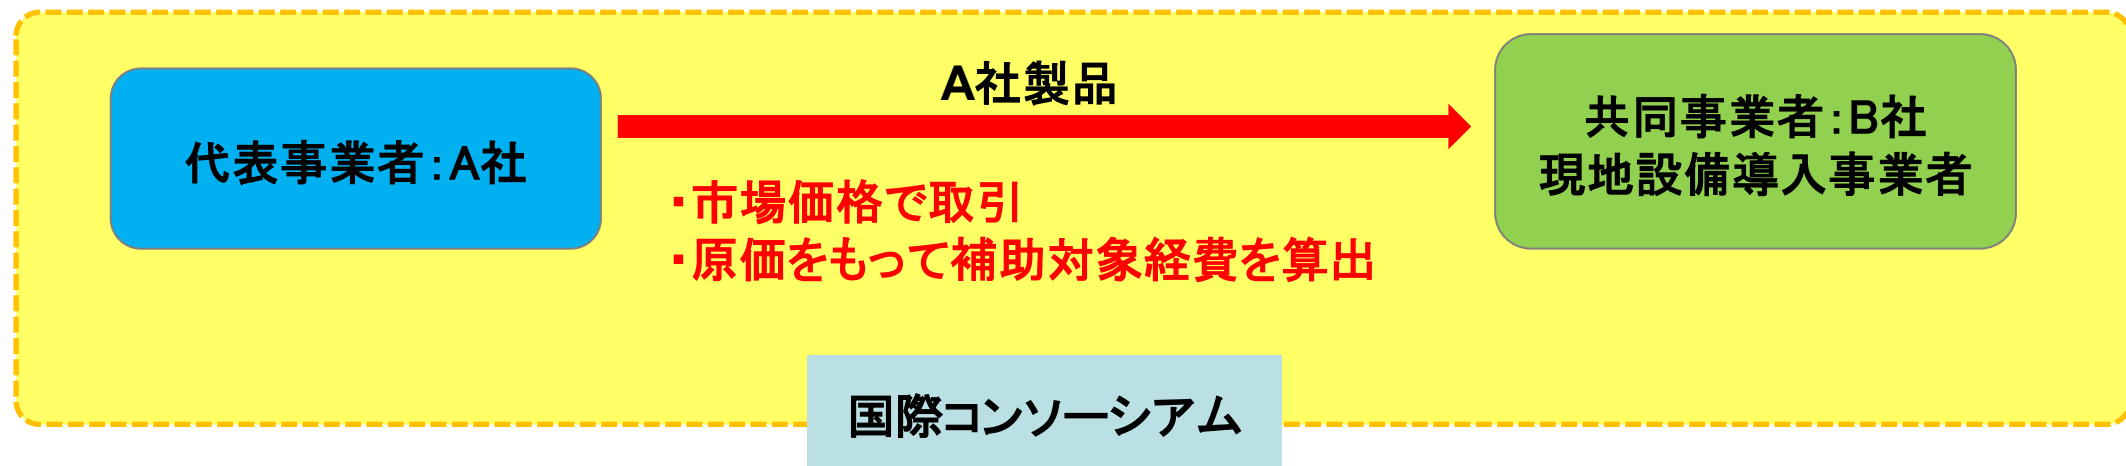 A社製品
代表事業者：A社
共同事業者：B社
現地設備導入事業者
・市場価格で取引
・原価をもって補助対象経費を算出
国際コンソーシアム